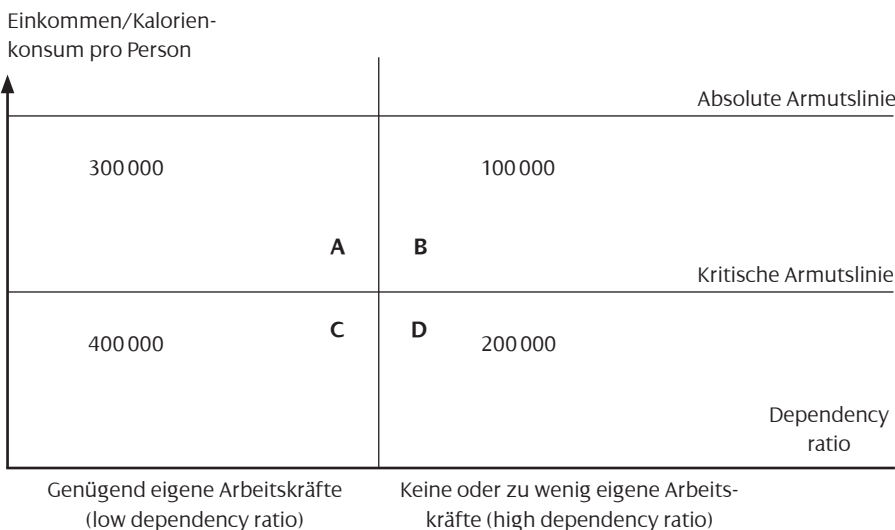 Einkommen/Kalorien-
konsum pro Person
Absolute Armutslinie
300 000
100 000
A
B
Kritische Armutslinie
C
D
400 000
200 000
Dependency
ratio
Genügend eigene Arbeitskräfte
(low dependency ratio)
Keine oder zu wenig eigene Arbeits-
kräfte (high dependency ratio)